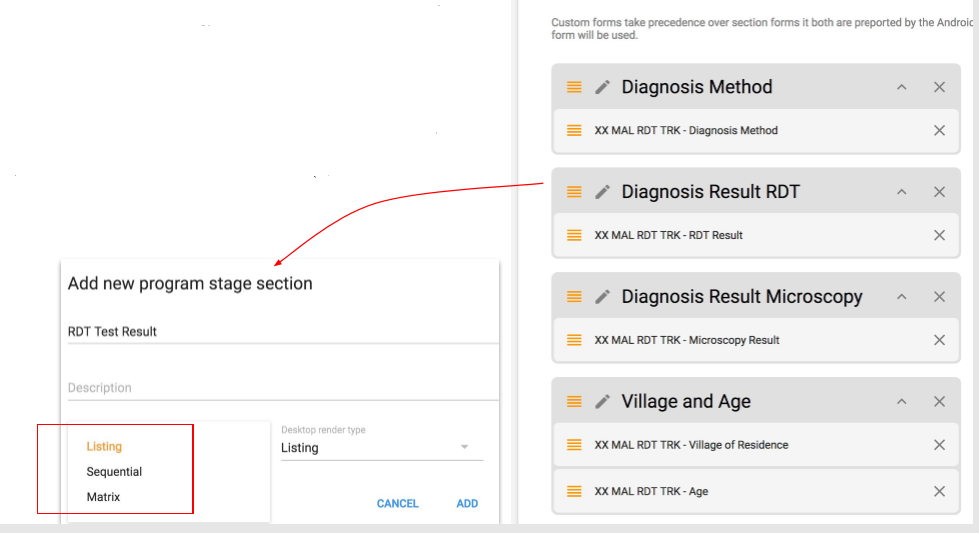 Custom forms take precedence over section forms it both are preported by the Android
form will be used.
Diagnosis Method
XX MAL RDT TRK - Diagnosis Method
Diagnosis Result RDT
XX MAL RDT TRK - RDT Result
Diagnosis Result Microscopy
XX MAL RDT TRK - Microscopy Result
Village and Age
XX MAL RDT TRK - Village of Residence
XX MAL RDT TRK - Age
Add new program stage section
RDT Test Result
Description
Listing
Sequential
Matrix
Desktop render type
Listing
CANCEL
ADD